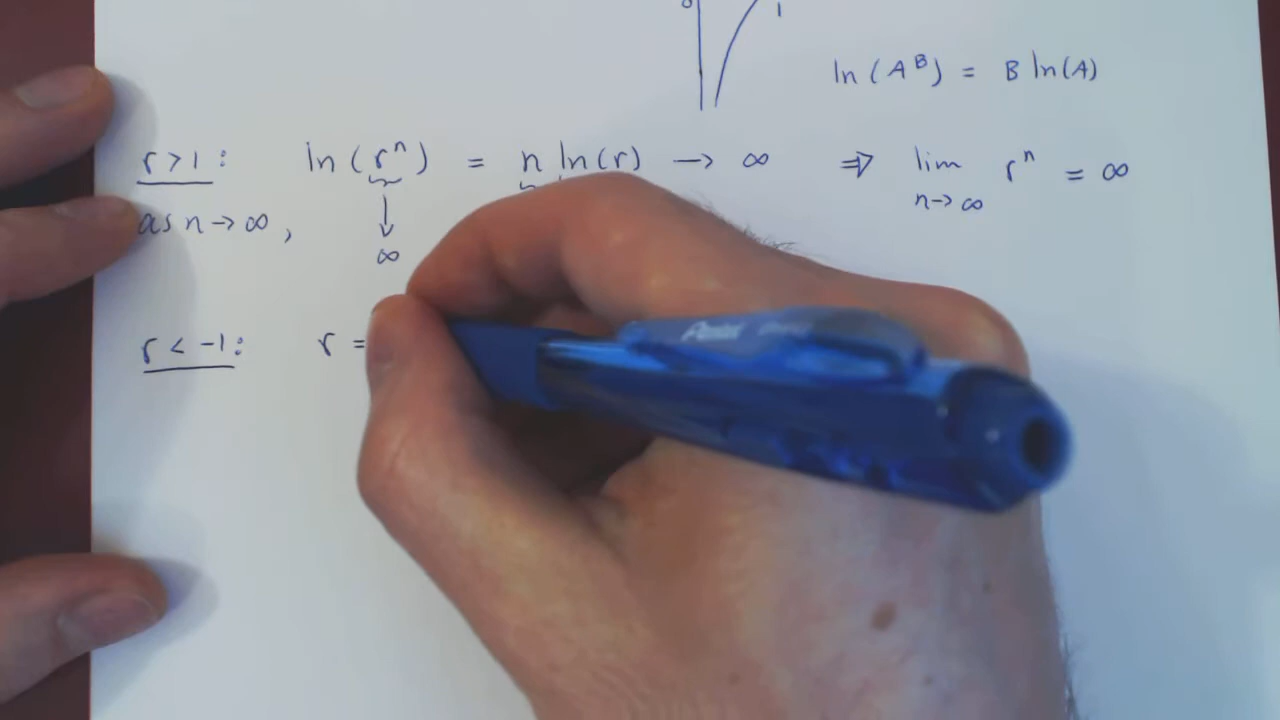 0
1
ln (A^B) = B ln(A)
r > 1 : ln (r^n) = n ln(r) → ∞ ⇒ lim r^n = ∞
n → ∞
as n → ∞ , ↓
∞
r < -1 : r =
Pentel